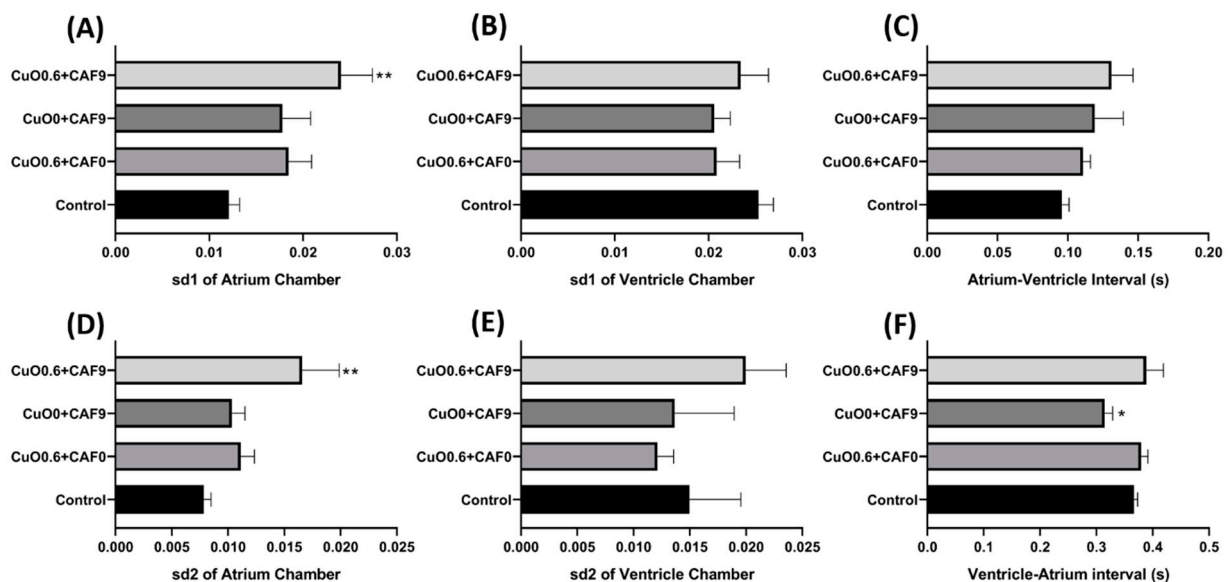 (A)
CuO0.6+CAF9
**
CuO0+CAF9
CuO0.6+CAF0
Control
0.00 0.01 0.02 0.03
sd1 of Atrium Chamber
(B)
CuO0.6+CAF9
CuO0+CAF9
CuO0.6+CAF0
Control
0.00 0.01 0.02 0.03
sd1 of Ventricle Chamber
(C)
CuO0.6+CAF9
CuO0+CAF9
CuO0.6+CAF0
Control
0.00 0.05 0.10 0.15 0.20
Atrium-Ventricle Interval (s)
(D)
CuO0.6+CAF9
**
CuO0+CAF9
CuO0.6+CAF0
Control
0.000 0.005 0.010 0.015 0.020 0.025
sd2 of Atrium Chamber
(E)
CuO0.6+CAF9
CuO0+CAF9
CuO0.6+CAF0
Control
0.000 0.005 0.010 0.015 0.020 0.025
sd2 of Ventricle Chamber
(F)
CuO0.6+CAF9
CuO0+CAF9
*
CuO0.6+CAF0
Control
0.0 0.1 0.2 0.3 0.4 0.5
Ventricle-Atrium interval (s)